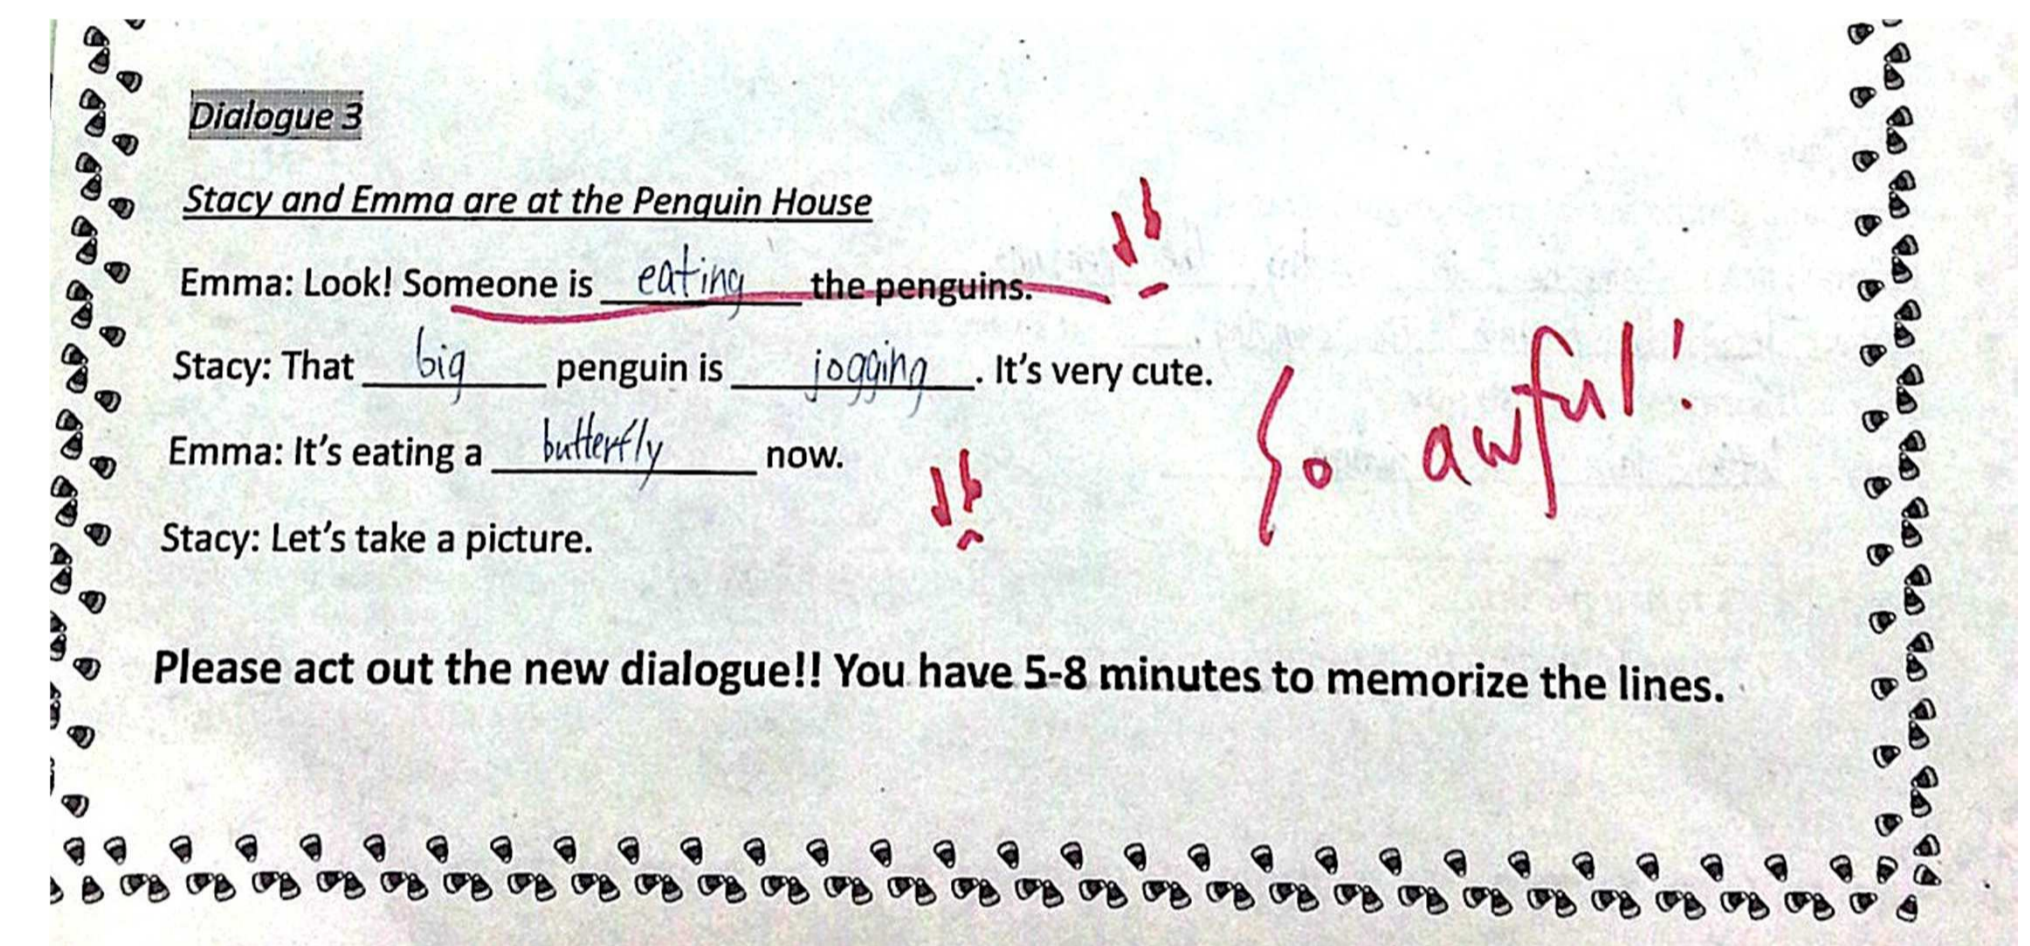 Dialogue 3
Stacy and Emma are at the Penguin House
Emma: Look! Someone is eating the penguins.
Stacy: That big penguin is jogging. It's very cute.
So awful!
Emma: It's eating a butterfly now.
Stacy: Let's take a picture.
Please act out the new dialogue!! You have 5-8 minutes to memorize the lines.